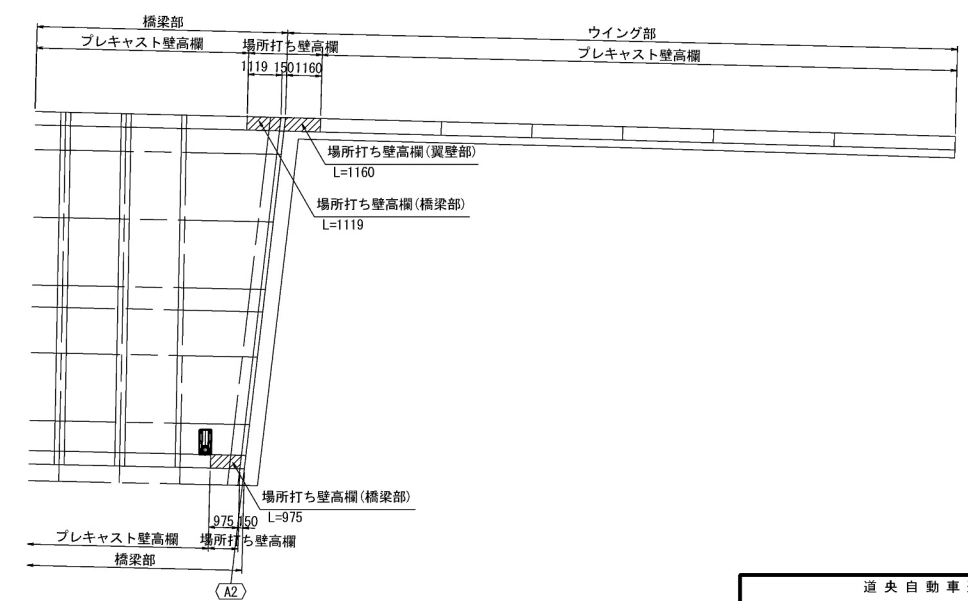 橋梁部
ウイング部
プレキャスト壁高欄
場所打ち壁高欄
プレキャスト壁高欄
1119
150
1160
場所打ち壁高欄(翼壁部)
L=1160
場所打ち壁高欄(橋梁部)
L=1119
場所打ち壁高欄(橋梁部)
L=975
975
150
プレキャスト壁高欄
場所打ち壁高欄
橋梁部
A2
道央自動車